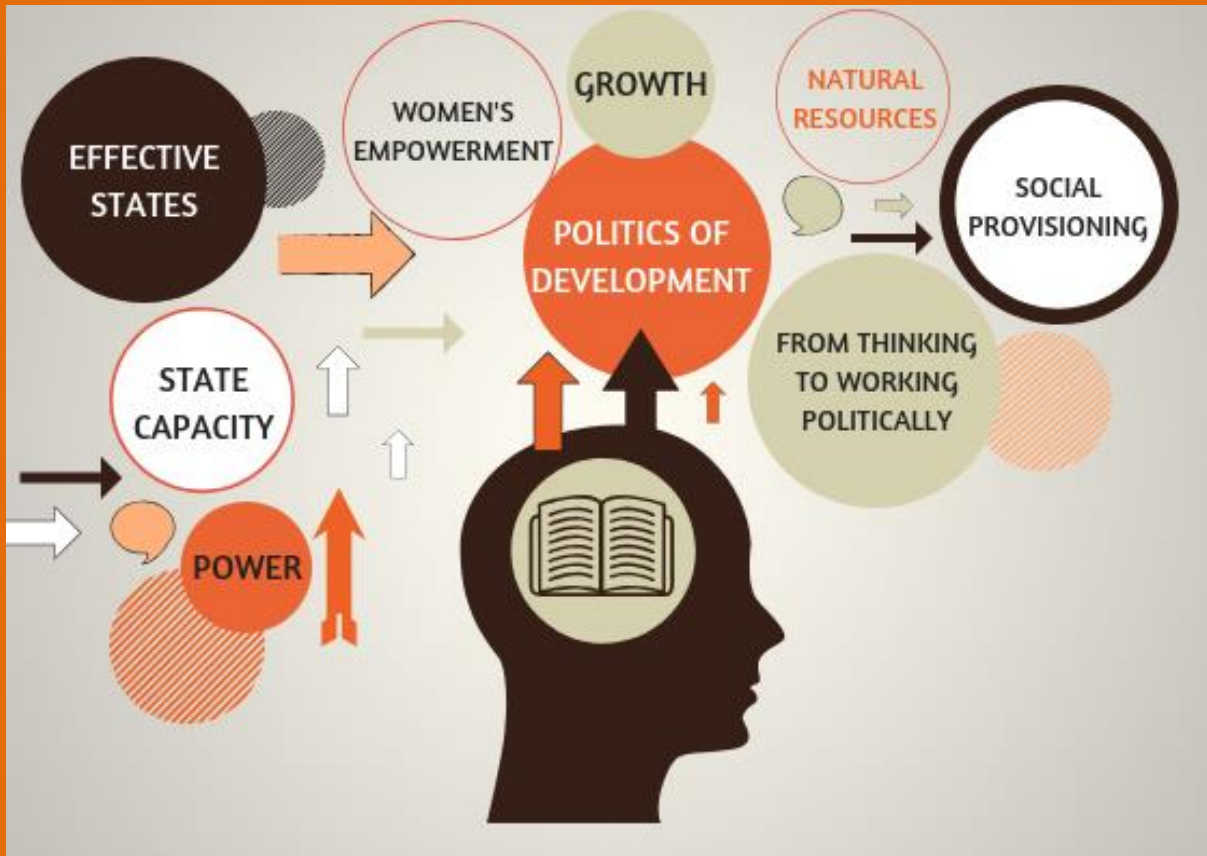 EFFECTIVE
STATES
WOMEN'S
EMPOWERMENT
GROWTH
NATURAL
RESOURCES
SOCIAL
PROVISIONING
POLITICS OF
DEVELOPMENT
STATE
CAPACITY
FROM THINKING
TO WORKING
POLITICALLY
POWER